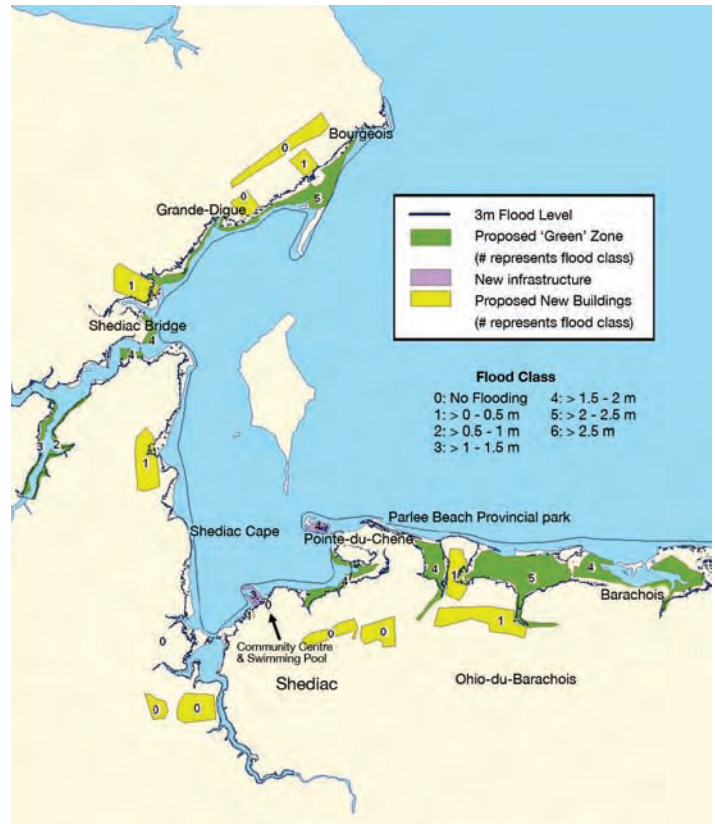 Bourgeois
0
1
5
0
Grande-Digue
1
Shediac Bridge
4
4
3
2
1
3m Flood Level
Proposed 'Green' Zone
(# represents flood class)
New infrastructure
Proposed New Buildings
(# represents flood class)
Flood Class
0: No Flooding
1: > 0 - 0.5 m
2: > 0.5 - 1 m
3: > 1 - 1.5 m
4: > 1.5 - 2 m
5: > 2 - 2.5 m
6: > 2.5 m
Parlee Beach Provincial park
4
Shediac Cape
Pointe-du-Chene
4
1
5
4
4
Barachois
3
0
1
1
0
0
0
Community Centre
& Swimming Pool
Shediac
Ohio-du-Barachois
0
0